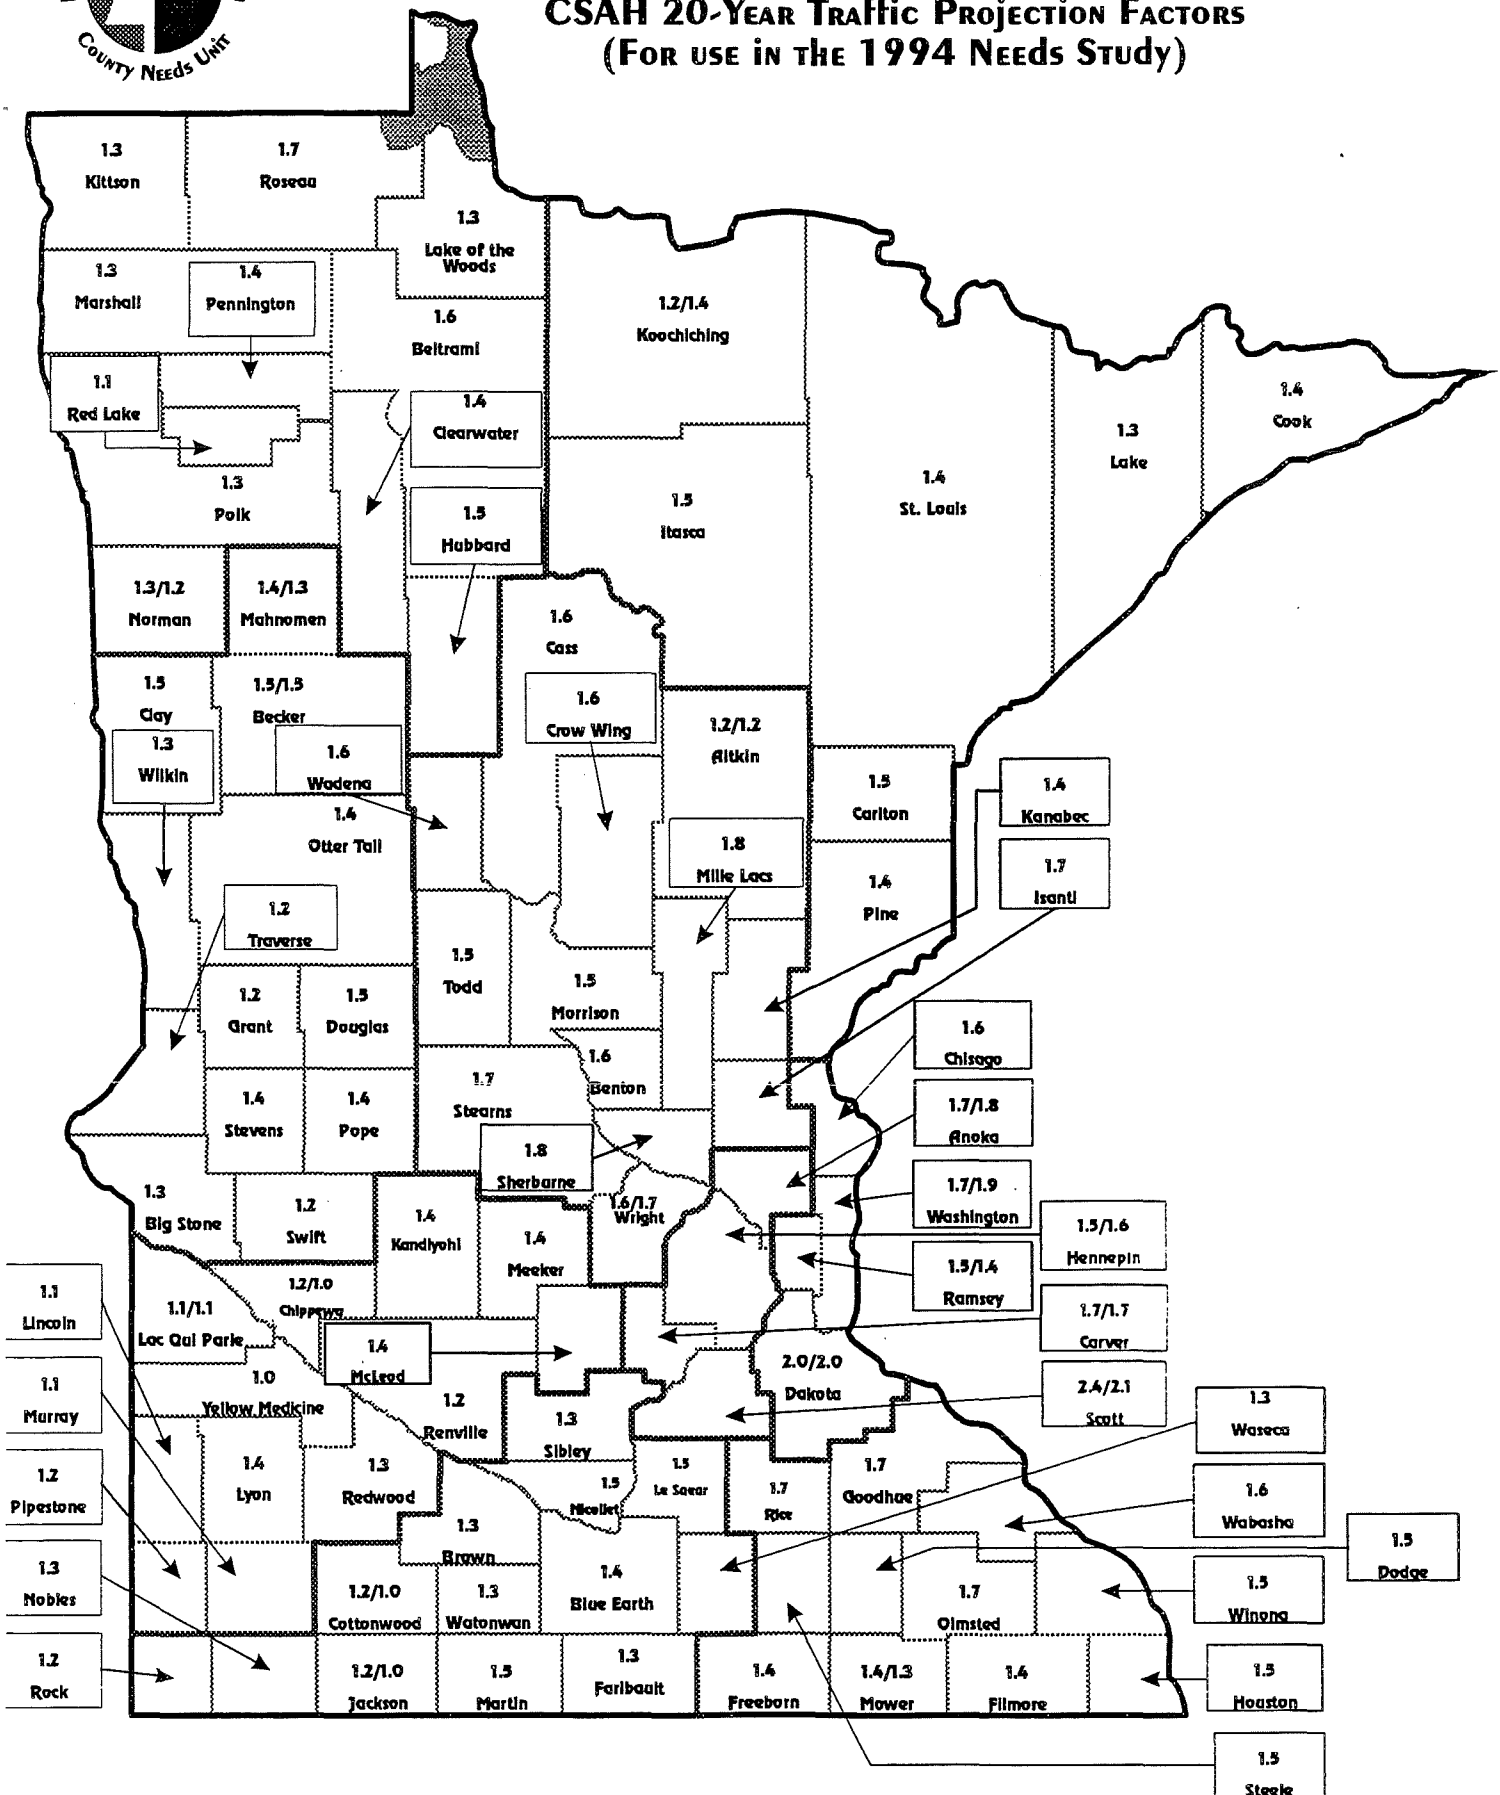 CSAH 20-Year Traffic Projection Factors
(For use in the 1994 Needs Study)
County Needs Unit
1.3
Kittson
1.7
Roseau
1.3
Lake of the
Woods
1.3
Marshall
1.4
Pennington
1.6
Beltrami
1.2/1.4
Koochiching
1.1
Red Lake
1.4
Clearwater
1.4
Cook
1.3
Lake
1.4
St. Louis
1.3
Polk
1.5
Hubbard
1.5
Itasca
1.3/1.2
Norman
1.4/1.3
Mahnomen
1.6
Cass
1.5
Clay
1.5/1.5
Becker
1.6
Crow Wing
1.2/1.2
Aitkin
1.3
Wilkin
1.6
Wadena
1.5
Carlton
1.4
Kanabec
1.4
Otter Tail
1.8
Mille Lacs
1.4
Pine
1.7
Isanti
1.2
Traverse
1.5
Todd
1.5
Morrison
1.2
Grant
1.5
Douglas
1.6
Chisago
1.6
Benton
1.7
Stearns
1.4
Stevens
1.4
Pope
1.7/1.8
Anoka
1.8
Sherbarne
1.3
Big Stone
1.2
Swift
1.4
Kandiyohi
1.4
Meeker
1.6/1.7
Wright
1.7/1.9
Washington
1.5/1.6
Hennepin
1.5/1.4
Ramsey
1.1
Lincoln
1.1/1.1
Lac Qui Parle
1.2/1.0
Chippewa
1.4
McLeod
1.7/1.7
Carver
2.0/2.0
Dakota
2.4/2.1
Scott
1.1
Murray
1.0
Yellow Medicine
1.2
Renville
1.3
Sibley
1.3
Waseca
1.2
Pipestone
1.4
Lyon
1.3
Redwood
1.5
Nicollet
1.5
Le Sueur
1.7
Rice
1.7
Goodhue
1.6
Wabasha
1.5
Dodge
1.3
Nobles
1.3
Brown
1.2/1.0
Cottonwood
1.3
Watonwan
1.4
Blue Earth
1.7
Olmsted
1.5
Winona
1.2
Rock
1.2/1.0
Jackson
1.5
Martin
1.3
Faribault
1.4
Freeborn
1.4/1.3
Mower
1.4
Filmore
1.5
Houston
1.5
Steele